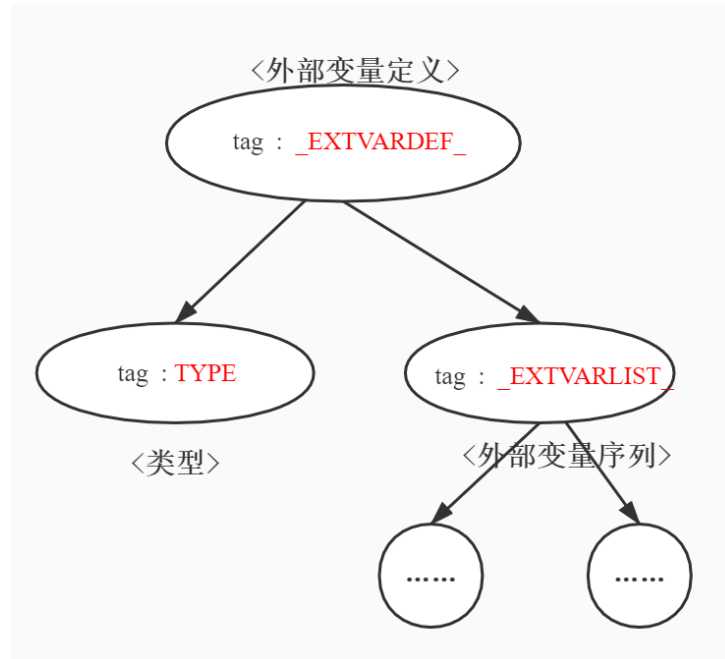 <外部变量定义>
tag : _EXTVARDEF_
tag : TYPE
tag : _EXTVARLIST_
<类型>
<外部变量序列>
……
……